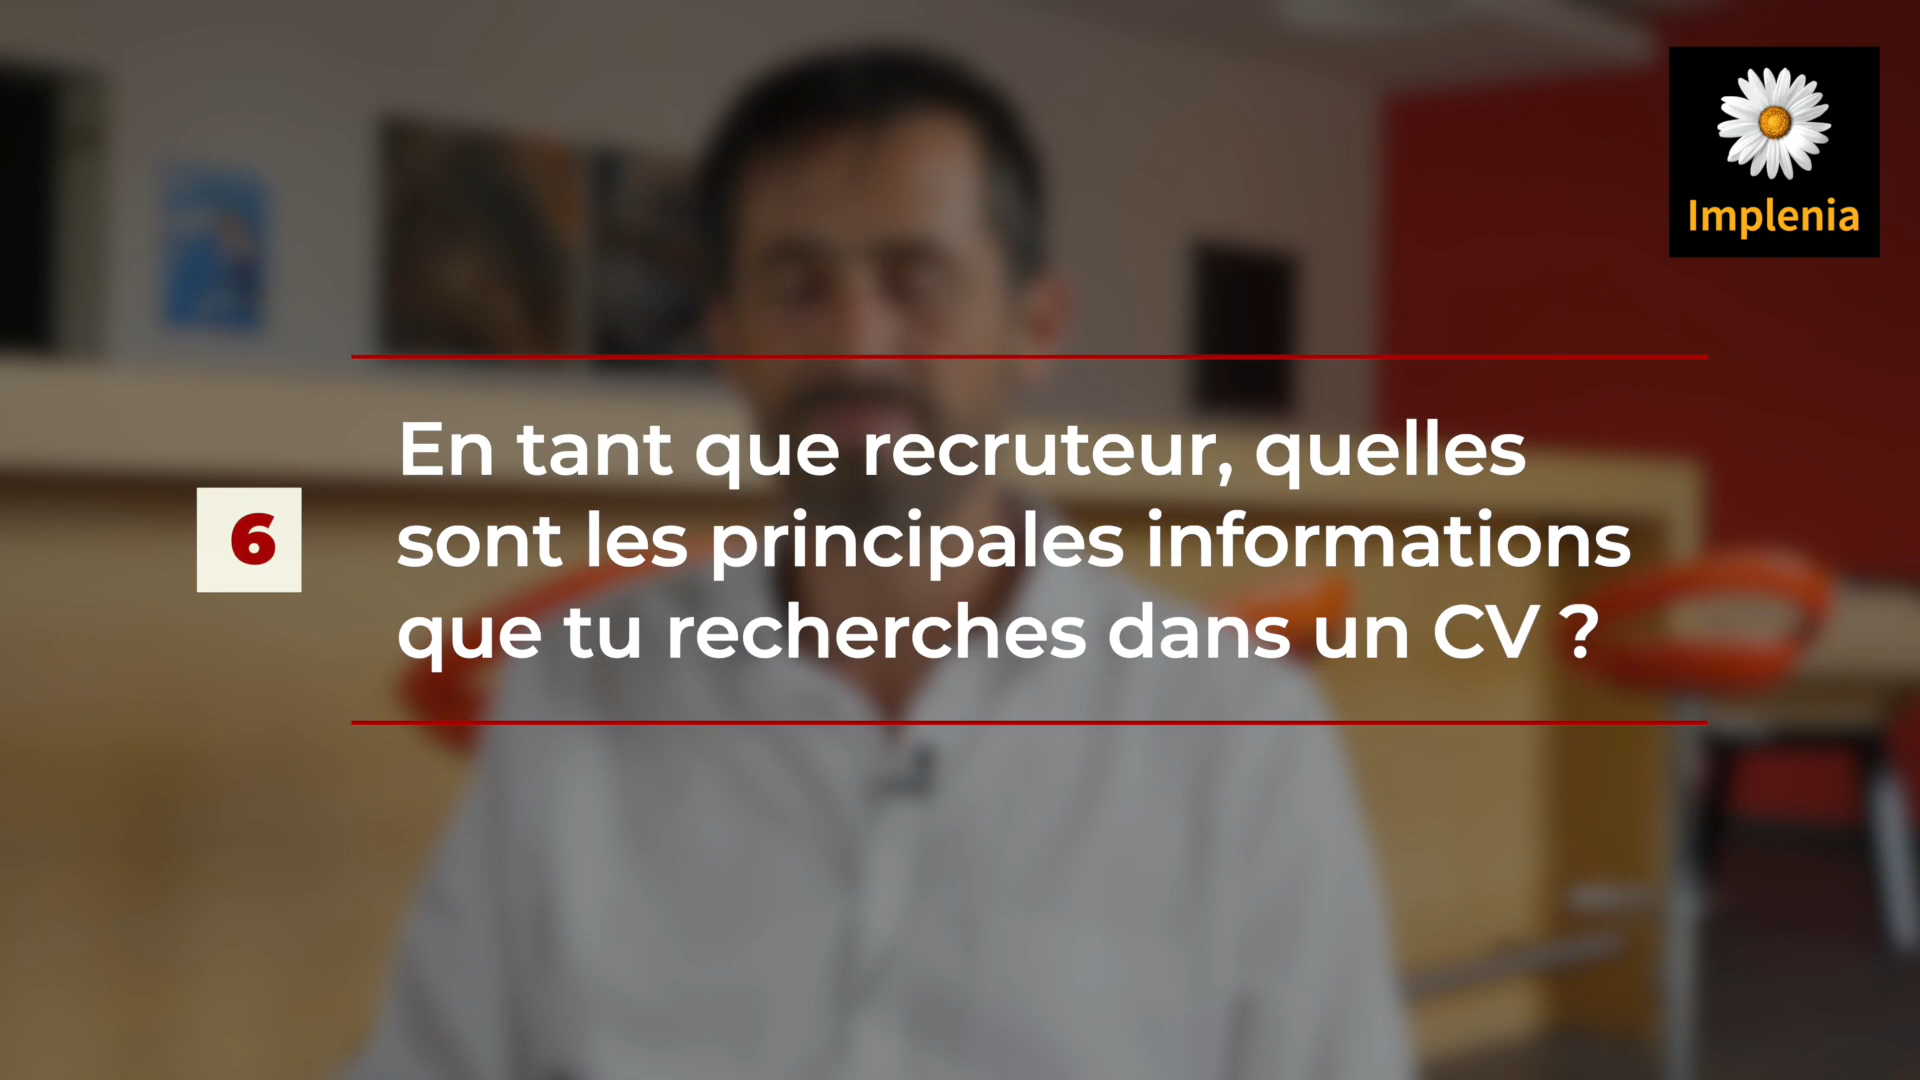 Implenia
En tant que recruteur, quelles
6
sont les principales informations
que tu recherches dans un CV ?